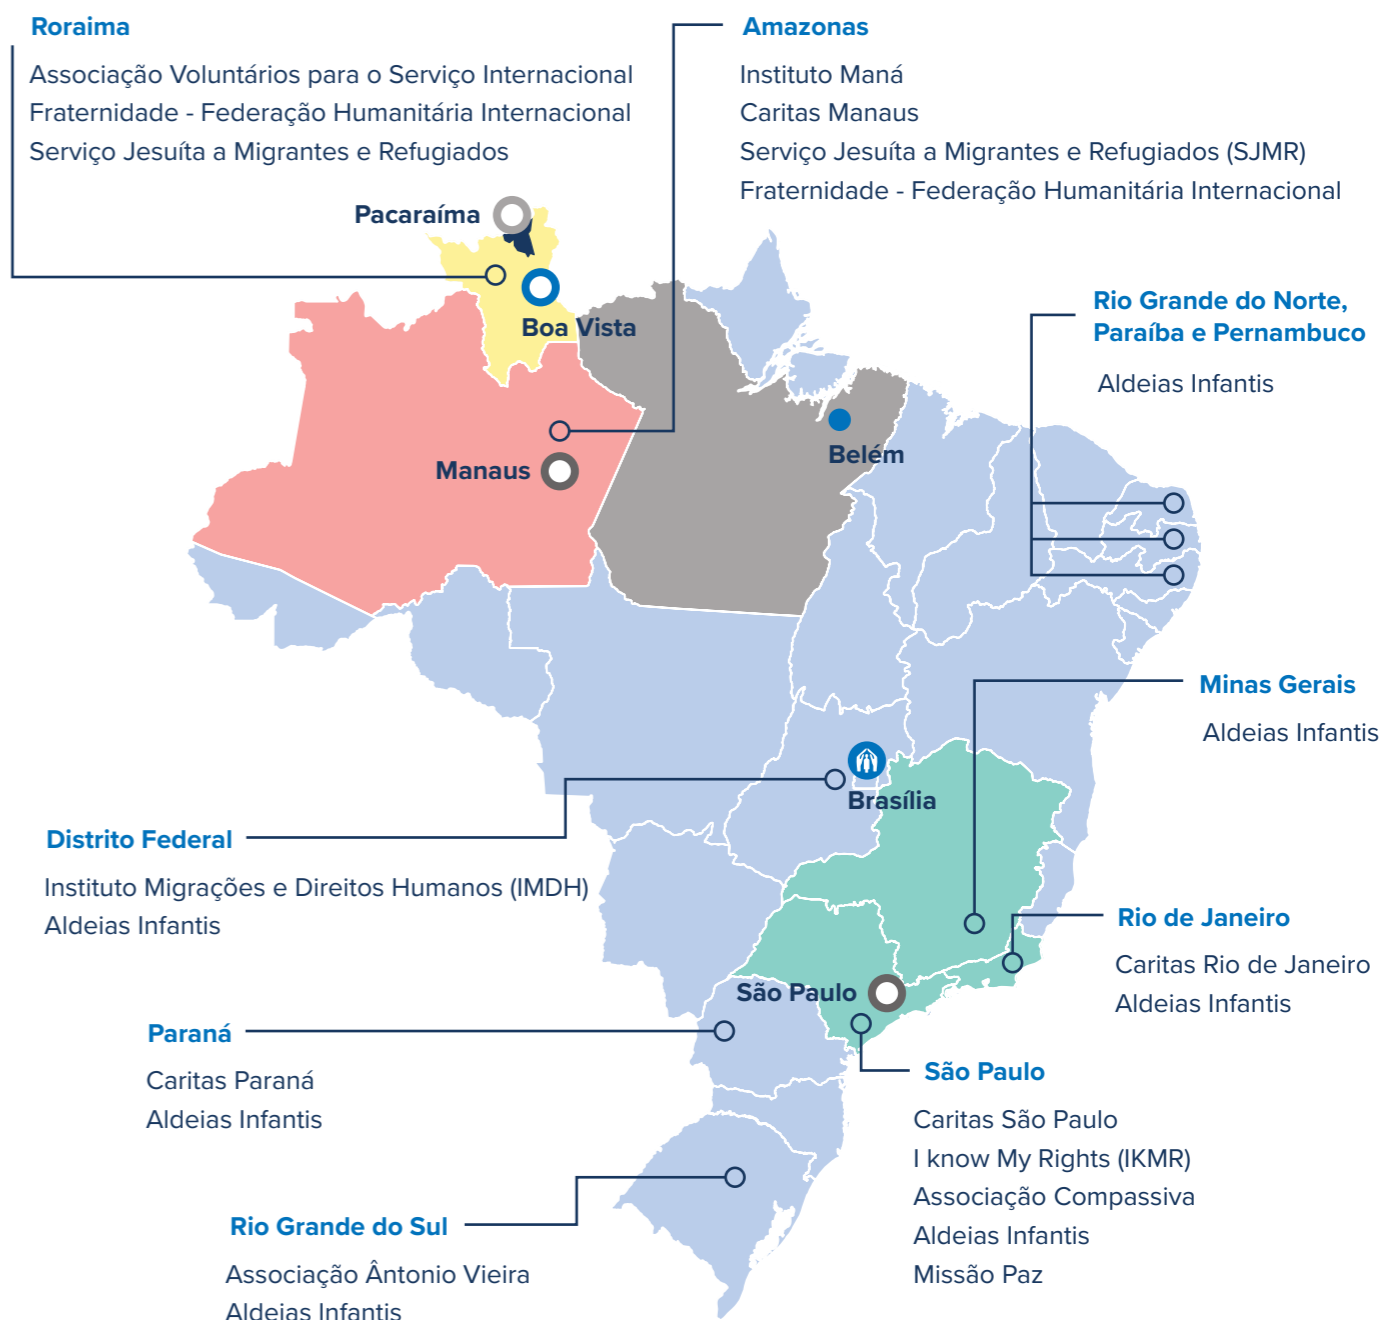 Roraima
Associação Voluntários para o Serviço Internacional
Fraternidade - Federação Humanitária Internacional
Serviço Jesuíta a Migrantes e Refugiados
Amazonas
Instituto Maná
Caritas Manaus
Serviço Jesuíta a Migrantes e Refugiados (SJMR)
Fraternidade - Federação Humanitária Internacional
Pacaraíma
Boa Vista
Rio Grande do Norte,
Paraíba e Pernambuco
Aldeias Infantis
Belém
Manaus
Minas Gerais
Aldeias Infantis
Brasília
Distrito Federal
Instituto Migrações e Direitos Humanos (IMDH)
Aldeias Infantis
Rio de Janeiro
Caritas Rio de Janeiro
Aldeias Infantis
São Paulo
Paraná
Caritas Paraná
Aldeias Infantis
São Paulo
Caritas São Paulo
I know My Rights (IKMR)
Associação Compassiva
Aldeias Infantis
Missão Paz
Rio Grande do Sul
Associação Ântonio Vieira
Aldeias Infantis